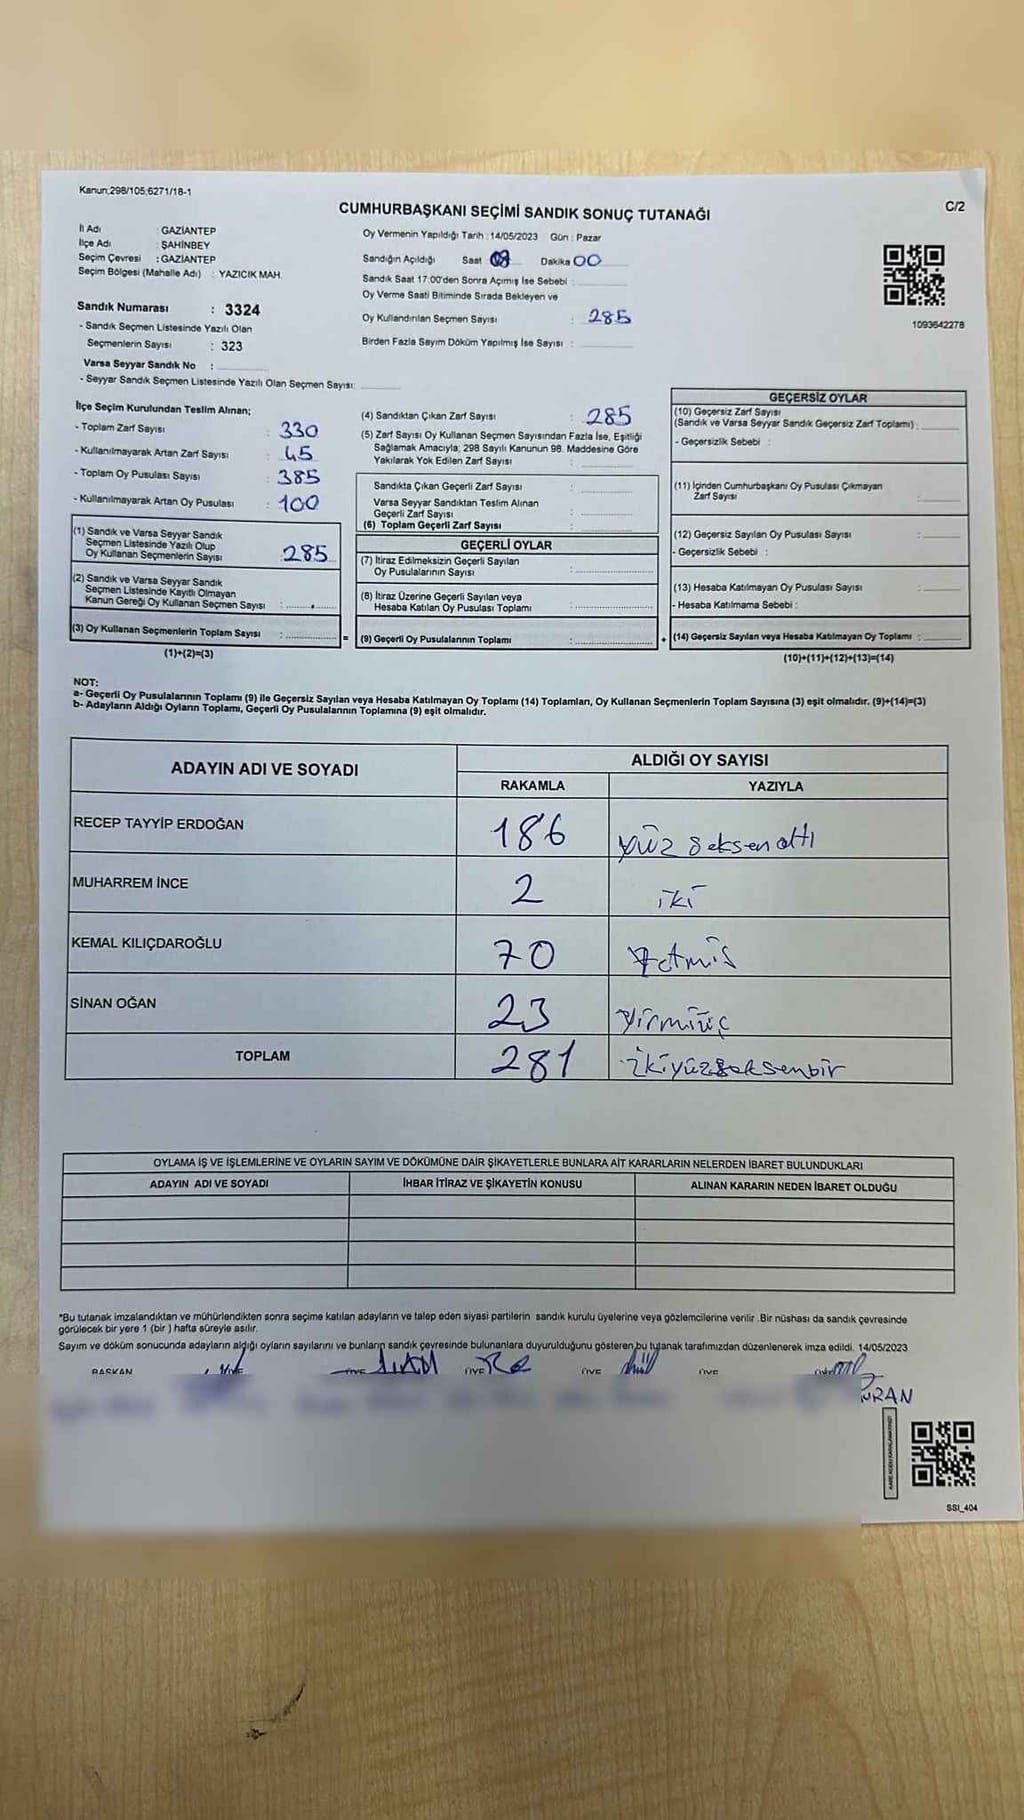 Kanun;298/105,6271/18-1
C/2
CUMHURBAŞKANI SEÇİMİ SANDIK SONUÇ TUTANAĞI
İl Adı : GAZİANTEP
İlçe Adı : ŞAHİNBEY
Seçim Çevresi : GAZİANTEP
Seçim Bölgesi (Mahalle Adı) : YAZICIK MAH.
Sandık Numarası : 3324
- Sandık Seçmen Listesinde Yazılı Olan
Seçmenlerin Sayısı : 323
Varsa Seyyar Sandık No :
- Seyyar Sandık Seçmen Listesinde Yazılı Olan Seçmen Sayısı:
Oy Vermenin Yapıldığı Tarih : 14/05/2023 Gün : Pazar
Sandığın Açıldığı Saat 08 Dakika 00
Sandık Saat 17:00'den Sonra Açımış İse Sebebi :
Oy Verme Saati Bitiminde Sırada Bekleyen ve
Oy Kullandırılan Seçmen Sayısı : 285
Birden Fazla Sayım Döküm Yapılmış İse Sayısı :
1093642278
İlçe Seçim Kurulundan Teslim Alınan;
- Toplam Zarf Sayısı : 330
- Kullanılmayarak Artan Zarf Sayısı : 45
- Toplam Oy Pusulası Sayısı : 385
- Kullanılmayarak Artan Oy Pusulası : 100
(1) Sandık ve Varsa Seyyar Sandık
Seçmen Listesinde Yazılı Olup
Oy Kullanan Seçmenlerin Sayısı : 285
(2) Sandık ve Varsa Seyyar Sandık
Seçmen Listesinde Kayıtlı Olmayan
Kanun Gereği Oy Kullanan Seçmen Sayısı :
(3) Oy Kullanan Seçmenlerin Toplam Sayısı : =
(1)+(2)=(3)
(4) Sandıktan Çıkan Zarf Sayısı : 285
(5) Zarf Sayısı Oy Kullanan Seçmen Sayısından Fazla İse, Eşitliği
Sağlamak Amacıyla; 298 Sayılı Kanunun 98. Maddesine Göre
Yakılarak Yok Edilen Zarf Sayısı :
Sandıkta Çıkan Geçerli Zarf Sayısı :
Varsa Seyyar Sandıktan Teslim Alınan
Geçerli Zarf Sayısı :
(6) Toplam Geçerli Zarf Sayısı :
GEÇERLİ OYLAR
(7) İtiraz Edilmeksizin Geçerli Sayılan
Oy Pusulalarının Sayısı :
(8) İtiraz Üzerine Geçerli Sayılan veya
Hesaba Katılan Oy Pusulası Toplamı :
(9) Geçerli Oy Pusulalarının Toplamı : +
GEÇERSİZ OYLAR
(10) Geçersiz Zarf Sayısı
(Sandık ve Varsa Seyyar Sandık Geçersiz Zarf Toplamı) :
- Geçersizlik Sebebi :
(11) İçinden Cumhurbaşkanı Oy Pusulası Çıkmayan
Zarf Sayısı :
(12) Geçersiz Sayılan Oy Pusulası Sayısı :
- Geçersizlik Sebebi :
(13) Hesaba Katılmayan Oy Pusulası Sayısı :
- Hesaba Katılmama Sebebi :
(14) Geçersiz Sayılan veya Hesaba Katılmayan Oy Toplamı :
(10)+(11)+(12)+(13)=(14)
NOT:
a- Geçerli Oy Pusulalarının Toplamı (9) ile Geçersiz Sayılan veya Hesaba Katılmayan Oy Toplamı (14) Toplamları, Oy Kullanan Seçmenlerin Toplam Sayısına (3) eşit olmalıdır. (9)+(14)=(3)
b- Adayların Aldığı Oyların Toplamı, Geçerli Oy Pusulalarının Toplamına (9) eşit olmalıdır.
ADAYIN ADI VE SOYADI
ALDIĞI OY SAYISI
RAKAMLA YAZIYLA
RECEP TAYYİP ERDOĞAN 186 yüz seksen altı
MUHARREM İNCE 2 iki
KEMAL KILIÇDAROĞLU 70 Yetmiş
SİNAN OĞAN 23 Yirmiüç
TOPLAM 281 ikiyüzseksenbir
OYLAMA İŞ VE İŞLEMLERİNE VE OYLARIN SAYIM VE DÖKÜMÜNE DAİR ŞİKAYETLERLE BUNLARA AİT KARARLARIN NELERDEN İBARET BULUNDUKLARI
ADAYIN ADI VE SOYADI İHBAR İTİRAZ VE ŞİKAYETİN KONUSU ALINAN KARARIN NEDEN İBARET OLDUĞU
*Bu tutanak imzalandıktan ve mühürlendikten sonra seçime katılan adayların ve talep eden siyasi partilerin sandık kurulu üyelerine veya gözlemcilerine verilir .Bir nüshası da sandık çevresinde
görülecek bir yere 1 (bir ) hafta süreyle asılır.
Sayım ve döküm sonucunda adayların aldığı oyların sayılarını ve bunların sandık çevresinde bulunanlara duyurulduğunu gösteren bu tutanak tarafımızdan düzenlenerek imza edildi. 14/05/2023
BAŞKAN ÜYE ÜYE ÜYE ÜYE
SSI_404